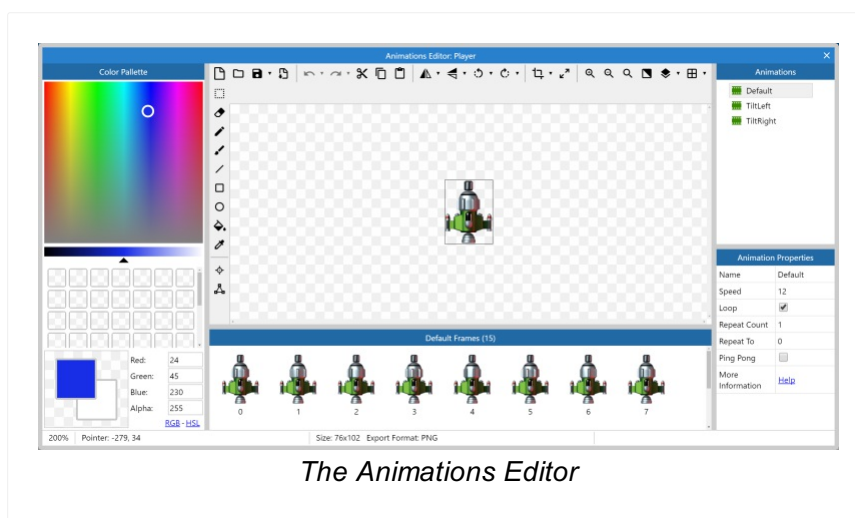 Animations Editor: Player
Color Pallette
Animations
Default
TiltLeft
TiltRight
Animation Properties
Name Default
Speed 12
Loop
Repeat Count 1
Repeat To 0
Ping Pong
More Information Help
Default Frames (15)
0 1 2 3 4 5 6 7
Red: 24
Green: 45
Blue: 230
Alpha: 255
RGB - HSL
200% Pointer: -279, 34 Size: 76x102 Export Format: PNG
The Animations Editor